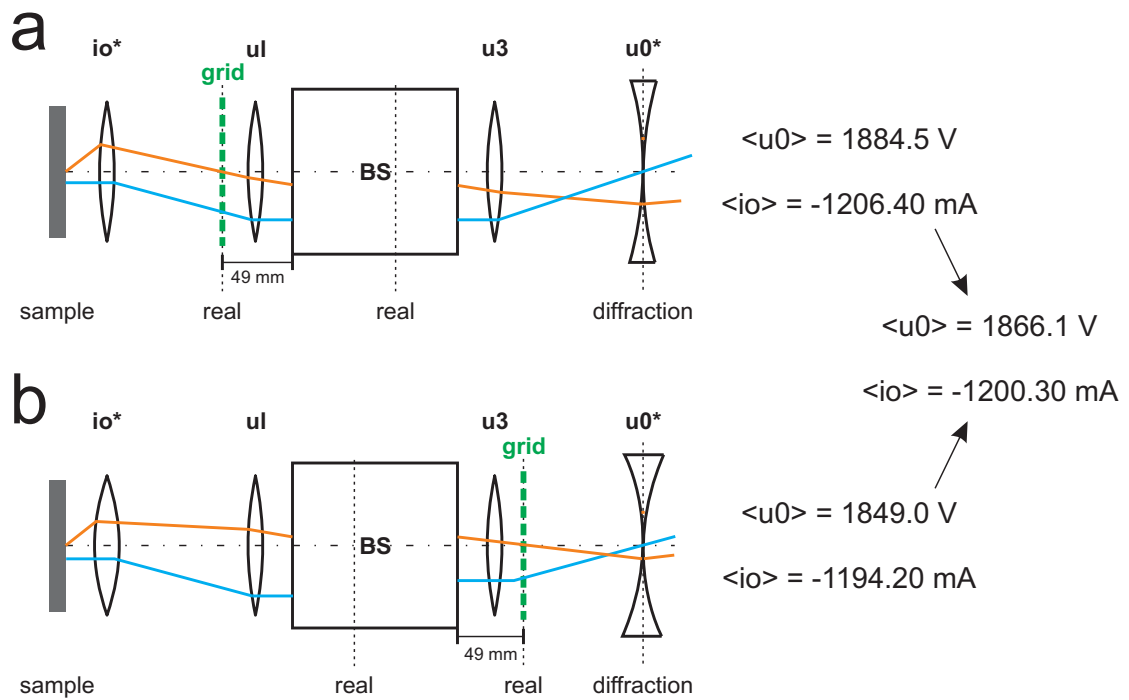 a
io*
ul
u3
u0*
grid
BS
49 mm
sample
real
real
diffraction
<u0> = 1884.5 V
<io> = -1206.40 mA
<u0> = 1866.1 V
<io> = -1200.30 mA
b
io*
ul
u3
u0*
grid
BS
49 mm
sample
real
real
diffraction
<u0> = 1849.0 V
<io> = -1194.20 mA